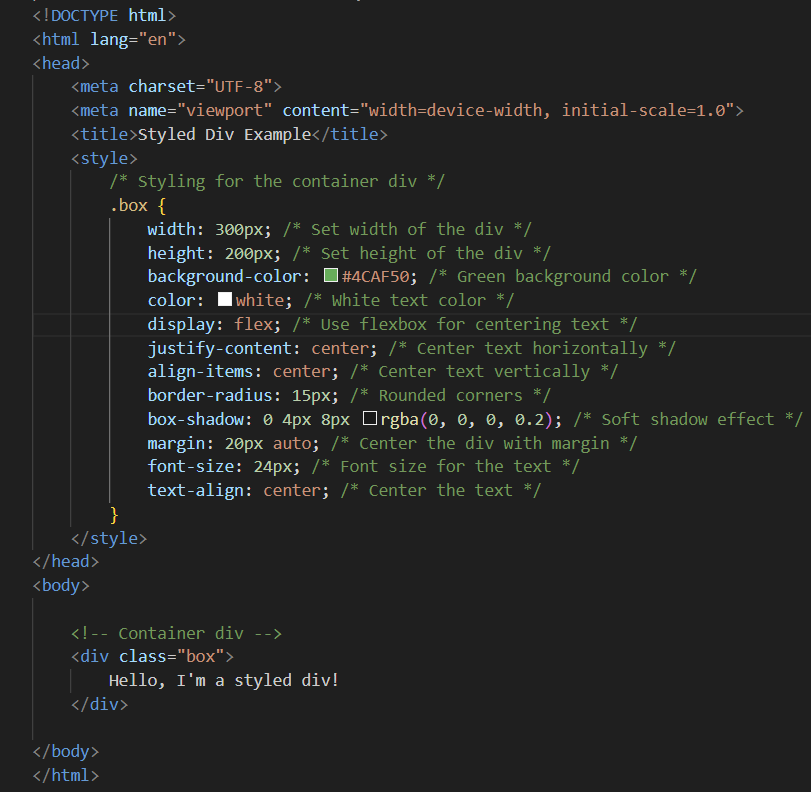 <!DOCTYPE html>
<html lang="en">
<head>
    <meta charset="UTF-8">
    <meta name="viewport" content="width=device-width, initial-scale=1.0">
    <title>Styled Div Example</title>
    <style>
        /* Styling for the container div */
        .box {
            width: 300px; /* Set width of the div */
            height: 200px; /* Set height of the div */
            background-color: #4CAF50; /* Green background color */
            color: white; /* White text color */
            display: flex; /* Use flexbox for centering text */
            justify-content: center; /* Center text horizontally */
            align-items: center; /* Center text vertically */
            border-radius: 15px; /* Rounded corners */
            box-shadow: 0 4px 8px rgba(0, 0, 0, 0.2); /* Soft shadow effect */
            margin: 20px auto; /* Center the div with margin */
            font-size: 24px; /* Font size for the text */
            text-align: center; /* Center the text */
        }
    </style>
</head>
<body>
    <!-- Container div -->
    <div class="box">
        Hello, I'm a styled div!
    </div>
</body>
</html>